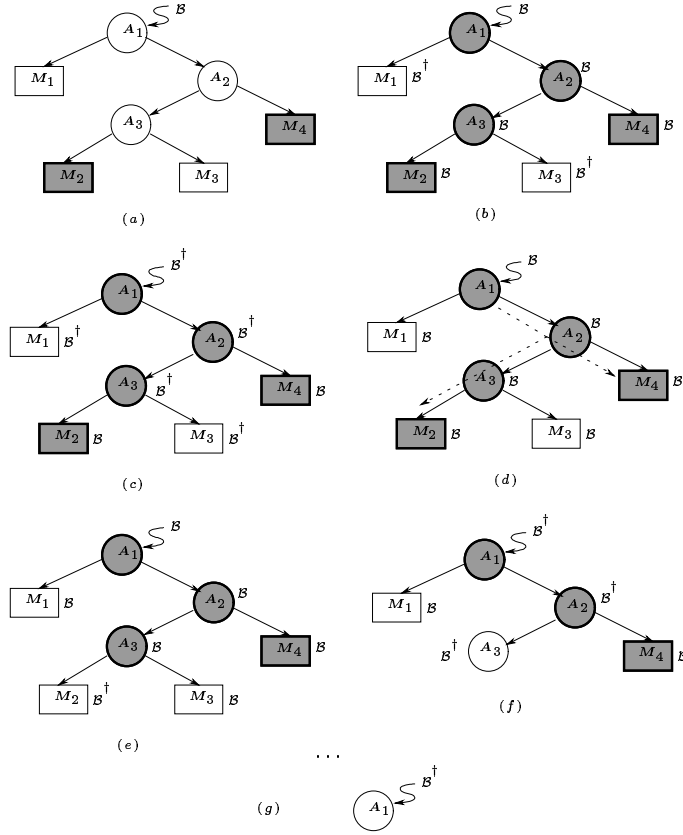 B
A1
M1
A2
A3
M4
M2
M3
(a)
B
A1
M1 B†
A2 B
A3 B
M4 B
M2 B
M3 B†
(b)
B†
A1
M1 B†
A2 B†
A3 B†
M4 B
M2 B
M3 B†
(c)
B
A1
M1 B
A2 B
A3 B
M4 B
M2 B
M3 B
(d)
B
A1
M1 B
A2 B
A3 B
M4 B
M2 B†
M3 B
(e)
B†
A1
M1 B
A2 B†
B† A3
M4 B
(f)
...
B†
(g) A1